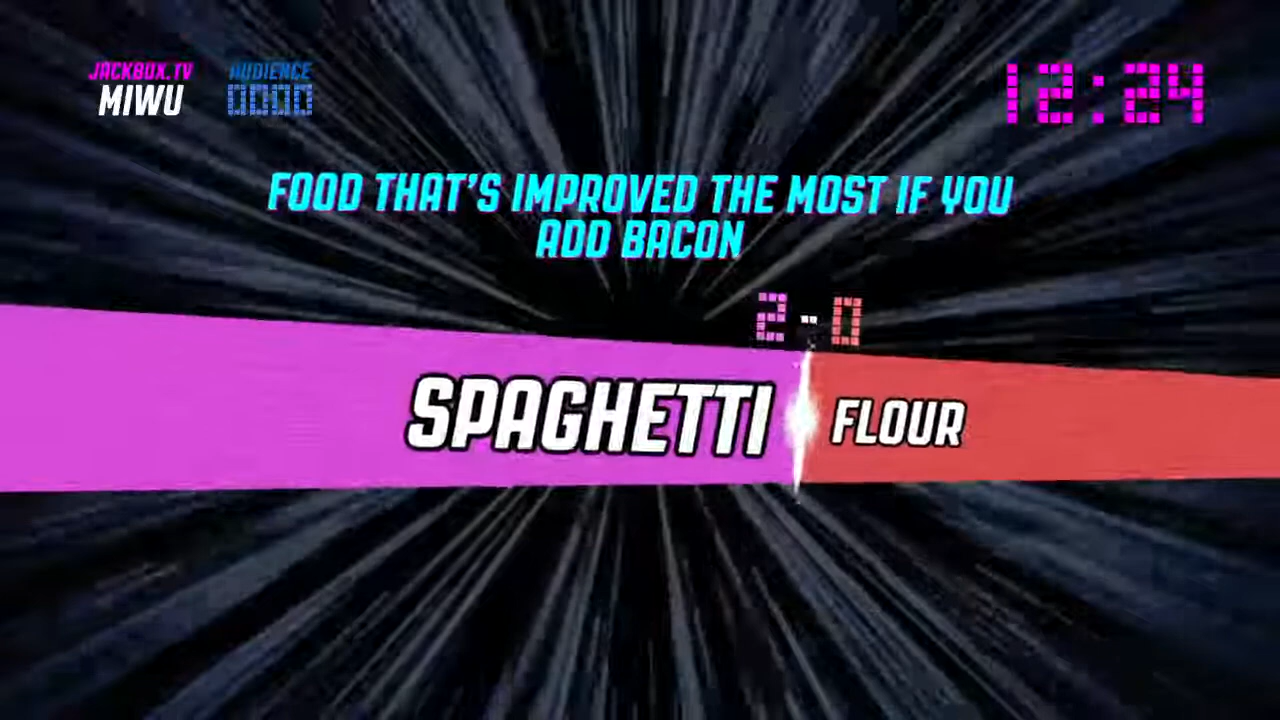 JACKBOX.TV
MIWU
AUDIENCE
0000
12:24
FOOD THAT'S IMPROVED THE MOST IF YOU
ADD BACON
2-0
SPAGHETTI
FLOUR